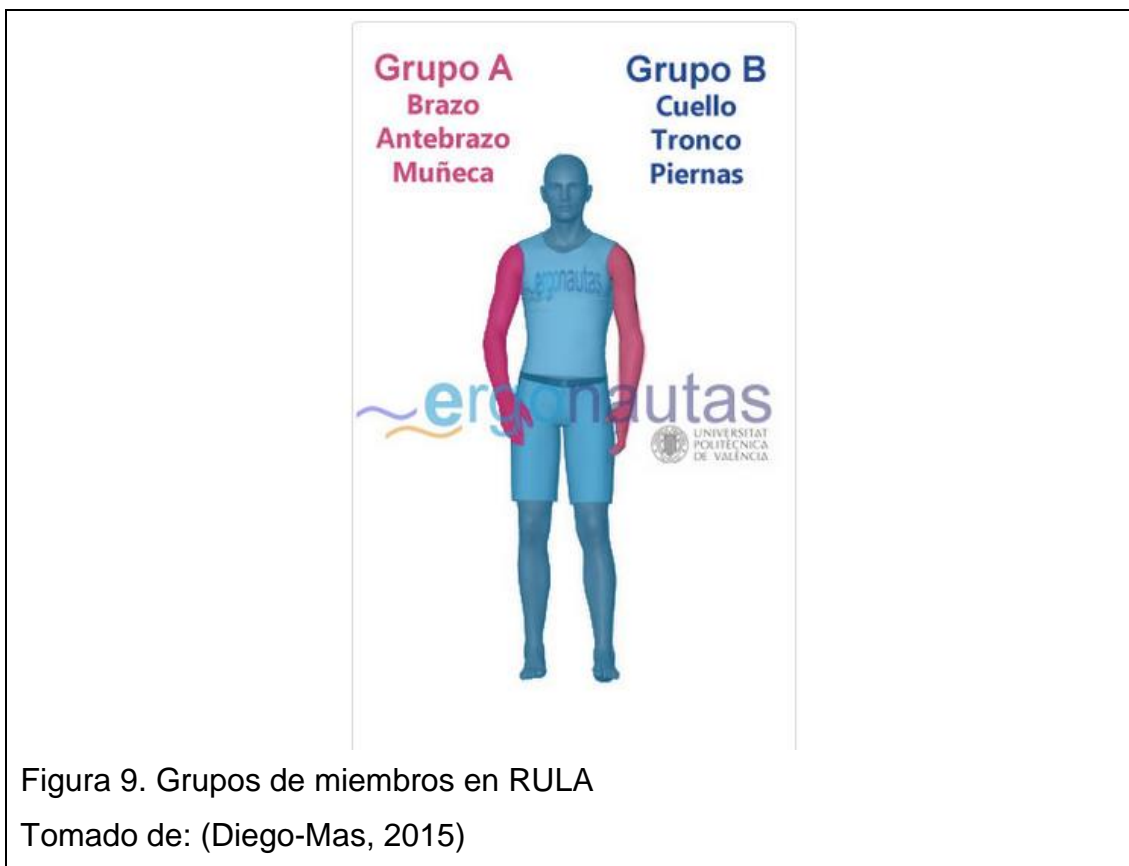 Grupo A
Brazo
Antebrazo
Muñeca
Grupo B
Cuello
Tronco
Piernas
ergonautas
ergonautas
UNIVERSITAT
POLITÈCNICA
DE VALÈNCIA
Figura 9. Grupos de miembros en RULA
Tomado de: (Diego-Mas, 2015)